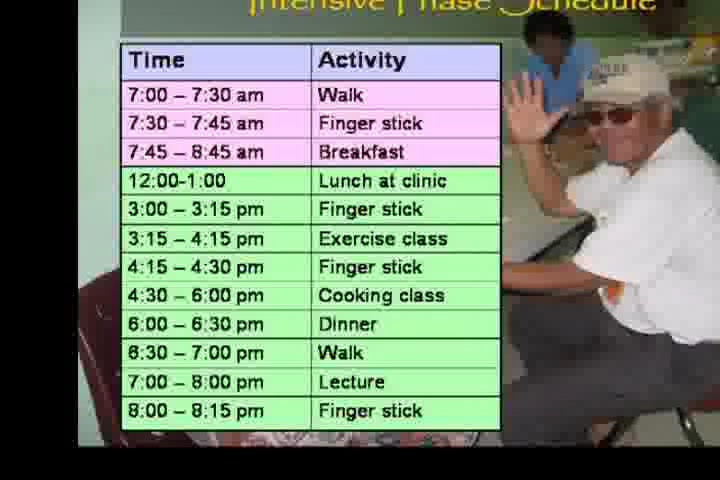 Intensive Phase Schedule
Time Activity
7:00 – 7:30 am Walk
7:30 – 7:45 am Finger stick
7:45 – 8:45 am Breakfast
12:00-1:00 Lunch at clinic
3:00 – 3:15 pm Finger stick
3:15 – 4:15 pm Exercise class
4:15 – 4:30 pm Finger stick
4:30 – 6:00 pm Cooking class
6:00 – 6:30 pm Dinner
6:30 – 7:00 pm Walk
7:00 – 8:00 pm Lecture
8:00 – 8:15 pm Finger stick